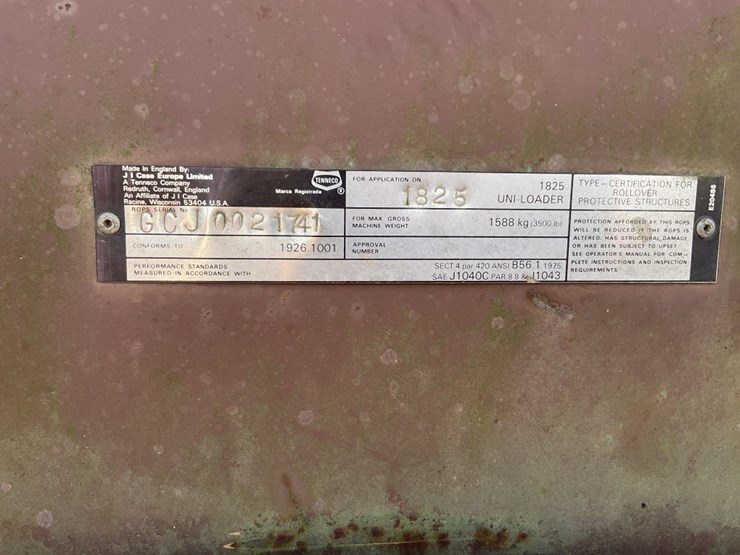 Made in England By:
J I Case Europe Limited
A Tenneco Company
Redruth, Cornwall, England
An Affiliate of J I Case
Racine, Wisconsin 53404 U.S.A.
TENNECO
®
Marca Registrada
ROPS SERIAL No
GCJ0021741
CONFORMS TO 1926.1001
PERFORMANCE STANDARDS
MEASURED IN ACCORDANCE WITH
SECT 4 par 420 ANSI B56.1 1975
SAE J1040C PAR 8 8 & J1043
FOR APPLICATION ON
1825
1825
UNI-LOADER
FOR MAX GROSS
MACHINE WEIGHT
1588 kg (3500 lb)
APPROVAL
NUMBER
TYPE - CERTIFICATION FOR
ROLLOVER
PROTECTIVE STRUCTURES
PROTECTION AFFORDED BY THIS ROPS
WILL BE REDUCED IF THE ROPS IS
ALTERED, HAS STRUCTURAL DAMAGE
OR HAS BEEN SUBJECT TO UPSET
SEE OPERATOR'S MANUAL FOR COM-
PLETE INSTRUCTIONS AND INSPECTION
REQUIREMENTS